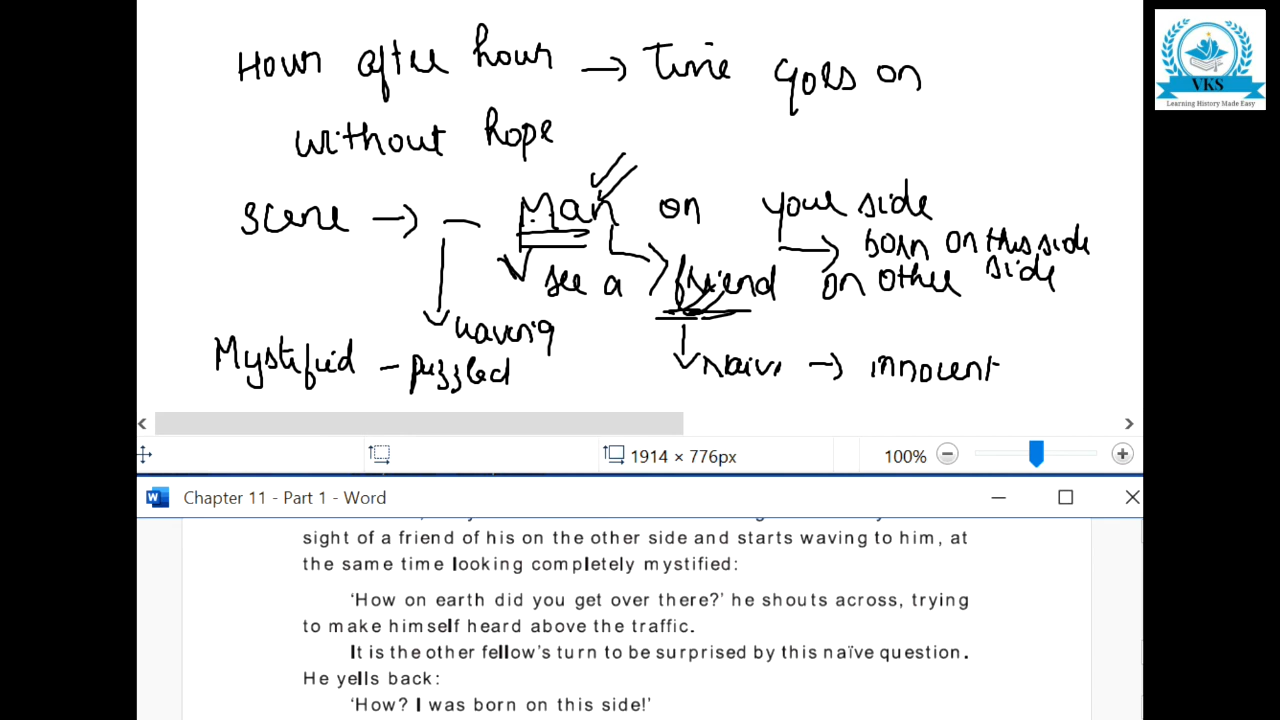 Hour after hour → Time goes on
without hope
VKS
Learning History Made Easy
Scene → — Man on your side
→ born on this side
see a friend on other side
waving
Mystified - puzzled
naive → innocent
1914 × 776px
100%
Chapter 11 - Part 1 - Word
sight of a friend of his on the other side and starts waving to him, at
the same time looking completely mystified:
‘How on earth did you get over there?’ he shouts across, trying
to make himself heard above the traffic.
It is the other fellow’s turn to be surprised by this naïve question.
He yells back:
‘How? I was born on this side!’